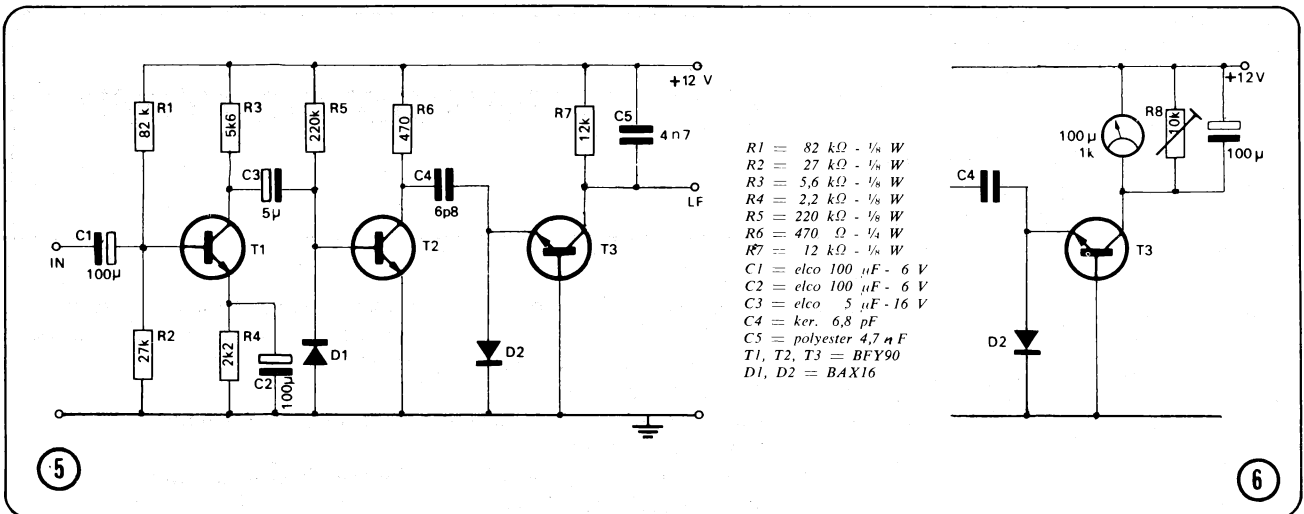 +12 V
R1
82 k
R3
5k6
R5
220k
R6
470
R7
12k
C5
4n7
C3
5µ
C4
6p8
LF
C1
IN
100µ
T1
T2
T3
R2
27k
R4
2k2
C2
100µ
D1
D2
5
R1 = 82 kΩ - ⅛ W
R2 = 27 kΩ - ⅛ W
R3 = 5,6 kΩ - ⅛ W
R4 = 2,2 kΩ - ⅛ W
R5 = 220 kΩ - ⅛ W
R6 = 470 Ω - ¼ W
R7 = 12 kΩ - ⅛ W
C1 = elco 100 µF - 6 V
C2 = elco 100 µF - 6 V
C3 = elco 5 µF - 16 V
C4 = ker. 6,8 pF
C5 = polyester 4,7 nF
T1, T2, T3 = BFY90
D1, D2 = BAX16
+12V
R8
10k
100µ
1k
100µ
C4
T3
D2
6